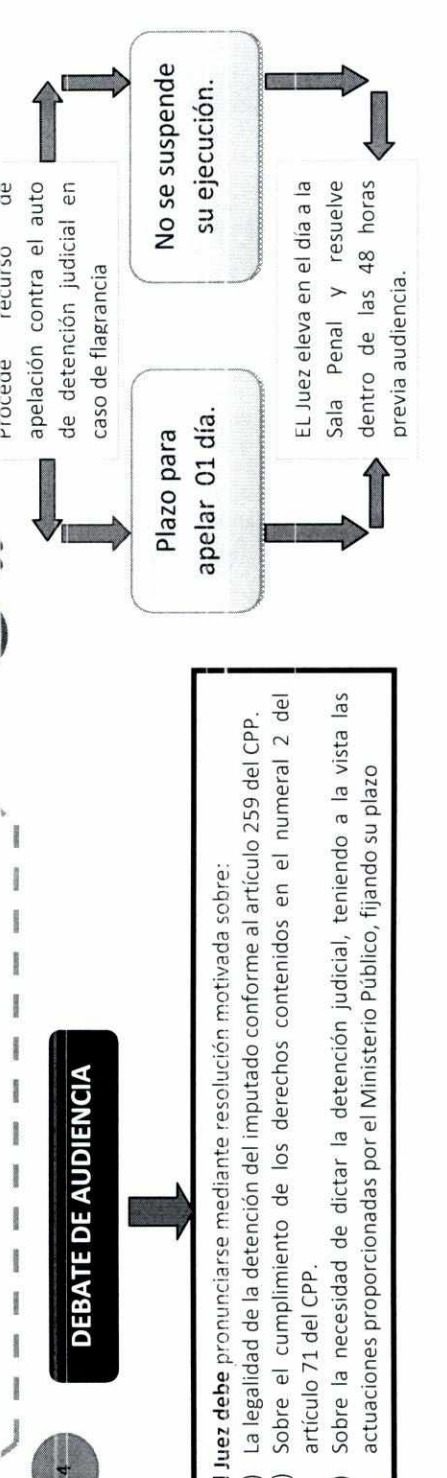 4
DEBATE DE AUDIENCIA
Juez debe pronunciarse mediante resolución motivada sobre:
) La legalidad de la detención del imputado conforme al artículo 259 del CPP.
) Sobre el cumplimiento de los derechos contenidos en el numeral 2 del
artículo 71 del CPP.
) Sobre la necesidad de dictar la detención judicial, teniendo a la vista las
actuaciones proporcionadas por el Ministerio Público, fijando su plazo
Procede recurso de
apelación contra el auto
de detención judicial en
caso de flagrancia
Plazo para
apelar 01 día.
No se suspende
su ejecución.
EL Juez eleva en el día a la
Sala Penal y resuelve
dentro de las 48 horas
previa audiencia.